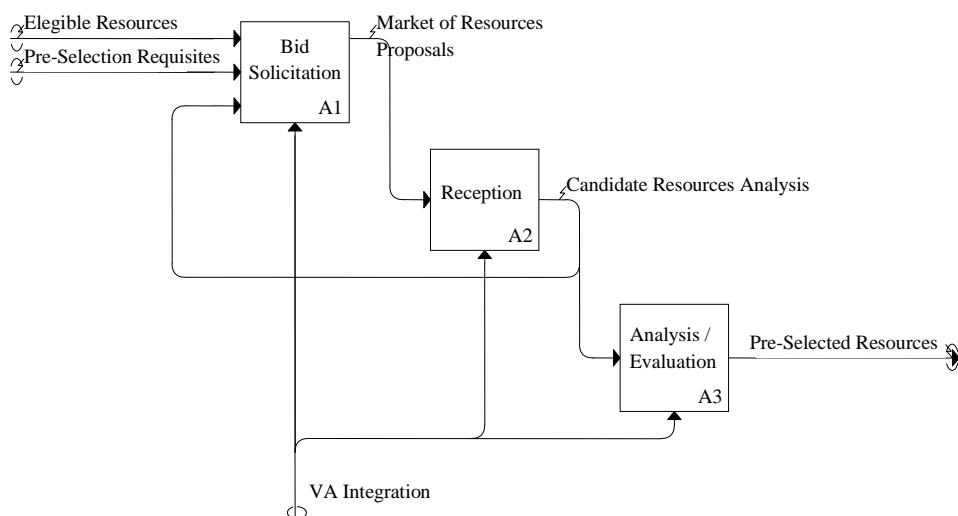 Elegible Resources
Pre-Selection Requisites
Bid
Solicitation
A1
Market of Resources
Proposals
Reception
A2
Candidate Resources Analysis
Analysis /
Evaluation
A3
Pre-Selected Resources
VA Integration